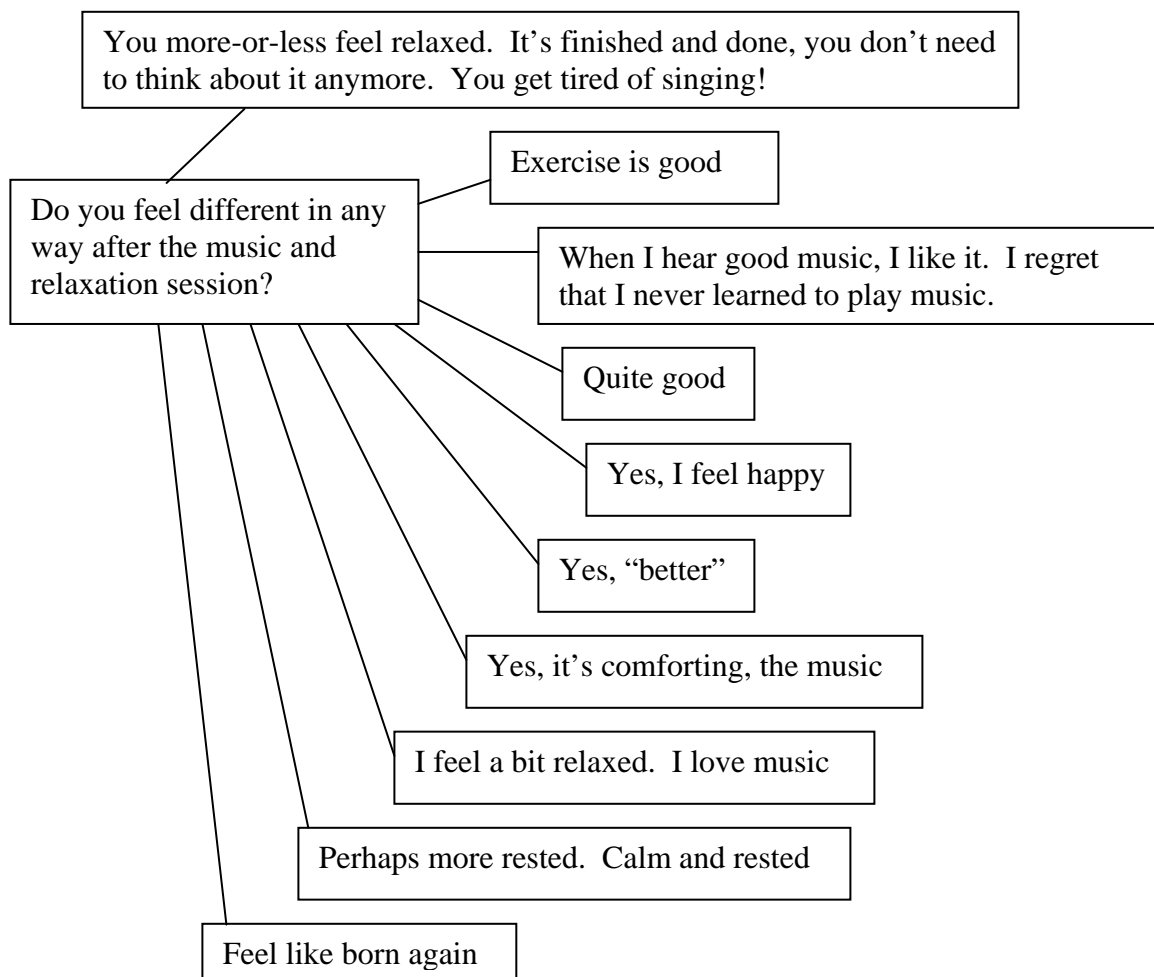 You more-or-less feel relaxed.  It’s finished and done, you don’t need
to think about it anymore.  You get tired of singing!
Exercise is good
Do you feel different in any
way after the music and
relaxation session?
When I hear good music, I like it.  I regret
that I never learned to play music.
Quite good
Yes, I feel happy
Yes, “better”
Yes, it’s comforting, the music
I feel a bit relaxed.  I love music
Perhaps more rested.  Calm and rested
Feel like born again